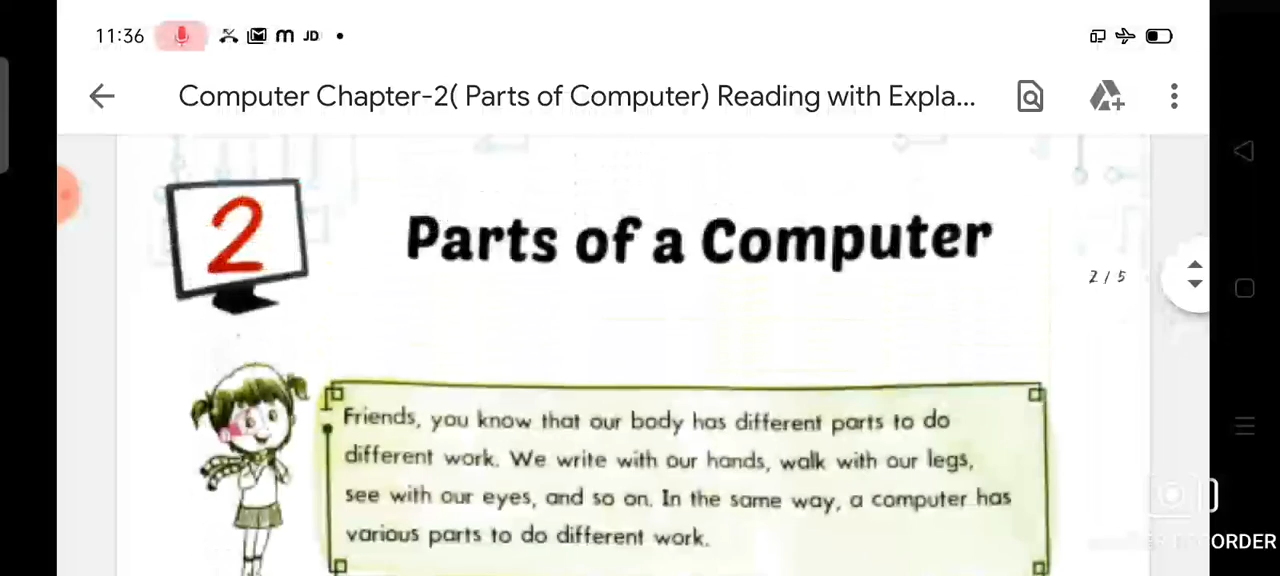 11:36 m JD
Computer Chapter-2( Parts of Computer) Reading with Expla...
2
Parts of a Computer
2 / 5
Friends, you know that our body has different parts to do
different work. We write with our hands, walk with our legs,
see with our eyes, and so on. In the same way, a computer has
various parts to do different work.
ORDER